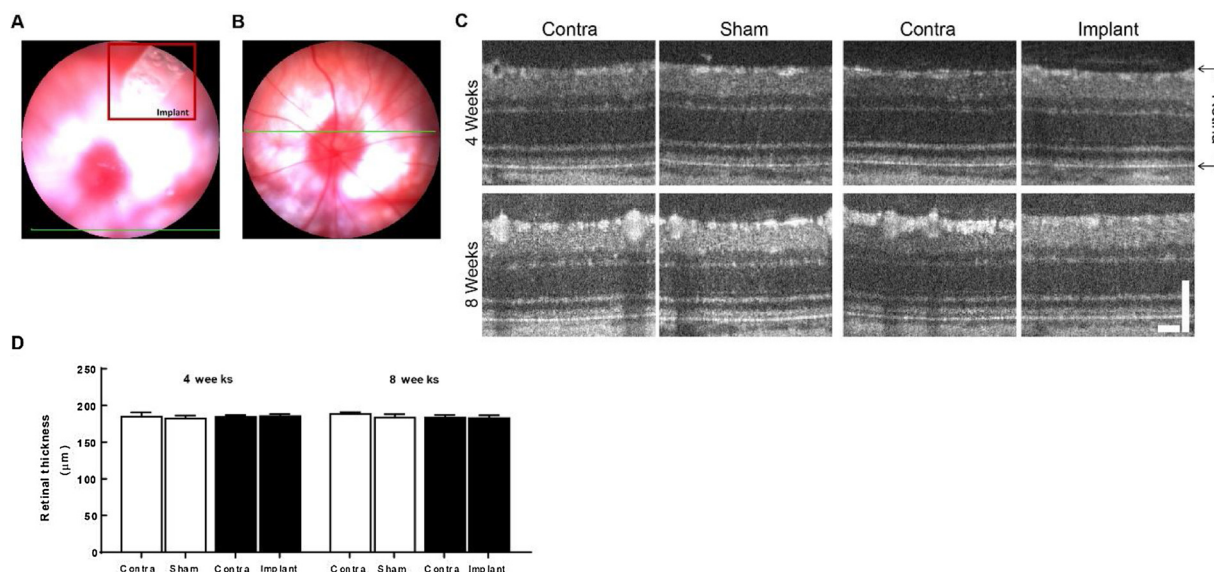 A
B
C
Implant
Contra
Sham
Contra
Implant
4 Weeks
8 Weeks
D
Retinal thickness
(μm)
250
200
150
100
50
0
4 weeks
8 weeks
Contra
Sham
Contra
Implant
Contra
Sham
Contra
Implant